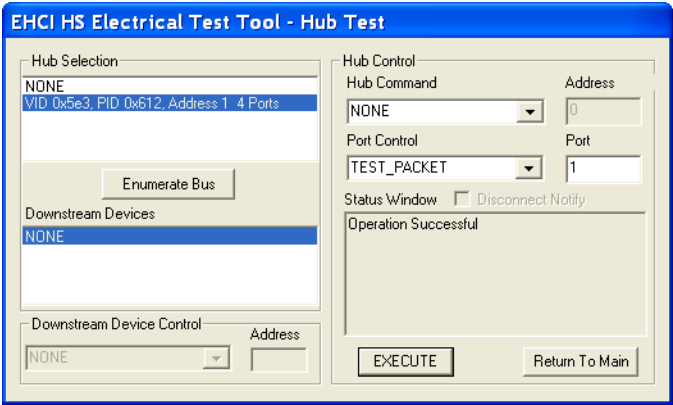 EHCI HS Electrical Test Tool - Hub Test
Hub Selection
NONE
VID 0x5e3, PID 0x612, Address 1 4 Ports
Enumerate Bus
Downstream Devices
NONE
Downstream Device Control
Address
NONE
Hub Control
Hub Command
Address
NONE
0
Port Control
Port
TEST_PACKET
1
Status Window
Disconnect Notify
Operation Successful
EXECUTE
Return To Main